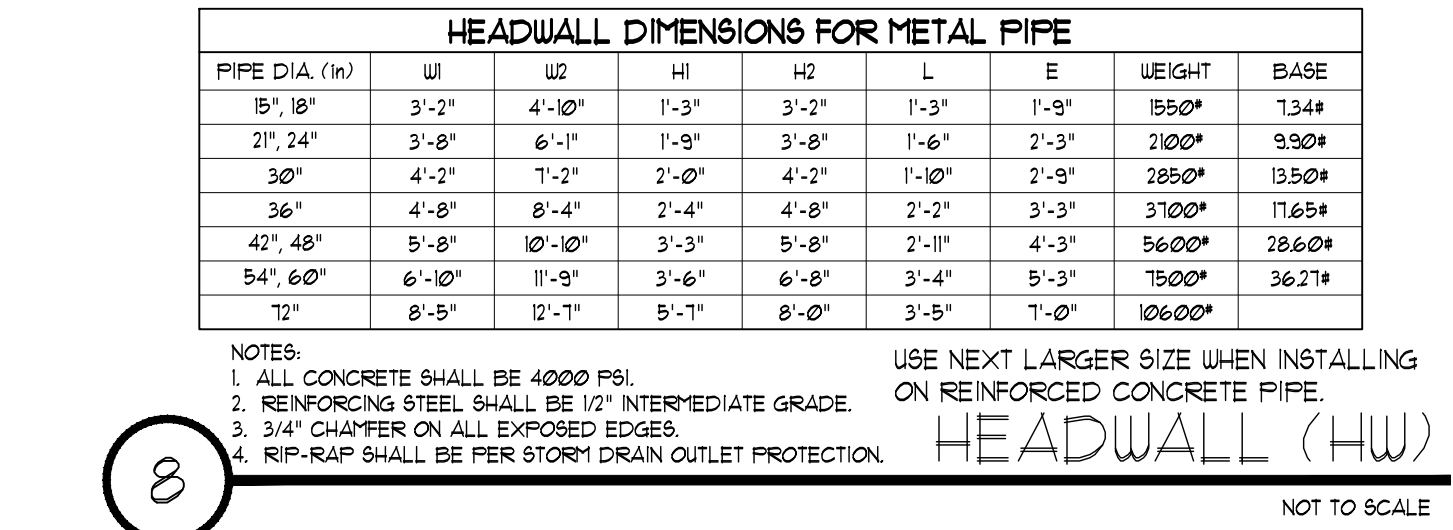 HEADWALL DIMENSIONS FOR METAL PIPE
PIPE DIA. (in) W1 W2 H1 H2 L E WEIGHT BASE
15", 18" 3'-2" 4'-10" 1'-3" 3'-2" 1'-3" 1'-9" 1550# 7.34#
21", 24" 3'-8" 6'-1" 1'-9" 3'-8" 1'-6" 2'-3" 2100# 9.90#
30" 4'-2" 7'-2" 2'-0" 4'-2" 1'-10" 2'-9" 2850# 13.50#
36" 4'-8" 8'-4" 2'-4" 4'-8" 2'-2" 3'-3" 3700# 17.65#
42", 48" 5'-8" 10'-10" 3'-3" 5'-8" 2'-11" 4'-3" 5600# 28.60#
54", 60" 6'-10" 11'-9" 3'-6" 6'-8" 3'-4" 5'-3" 7500# 36.27#
72" 8'-5" 12'-7" 5'-7" 8'-0" 3'-5" 7'-0" 10600#
NOTES:
1. ALL CONCRETE SHALL BE 4000 PSI.
2. REINFORCING STEEL SHALL BE 1/2" INTERMEDIATE GRADE.
3. 3/4" CHAMFER ON ALL EXPOSED EDGES.
4. RIP-RAP SHALL BE PER STORM DRAIN OUTLET PROTECTION.
USE NEXT LARGER SIZE WHEN INSTALLING
ON REINFORCED CONCRETE PIPE.
8
HEADWALL (HW)
NOT TO SCALE